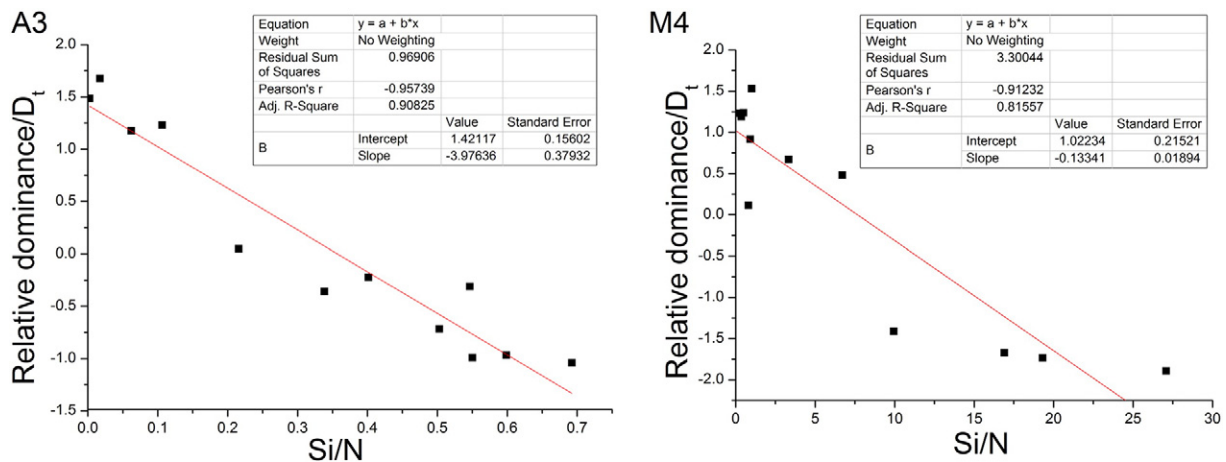 A3
Equation y = a + b*x
Weight No Weighting
Residual Sum of Squares 0.96906
Pearson's r -0.95739
Adj. R-Square 0.90825
Value Standard Error
B Intercept 1.42117 0.15602
Slope -3.97636 0.37932
2.0
1.5
1.0
0.5
0.0
-0.5
-1.0
-1.5
Relative dominance/Dt
0.0 0.1 0.2 0.3 0.4 0.5 0.6 0.7
Si/N
M4
Equation y = a + b*x
Weight No Weighting
Residual Sum of Squares 3.30044
Pearson's r -0.91232
Adj. R-Square 0.81557
Value Standard Error
B Intercept 1.02234 0.21521
Slope -0.13341 0.01894
2.0
1.5
1.0
0.5
0.0
-0.5
-1.0
-1.5
-2.0
Relative dominance/Dt
0 5 10 15 20 25 30
Si/N